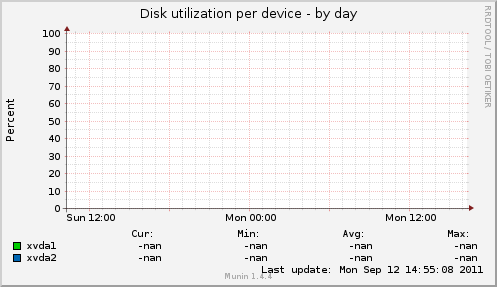 Disk utilization per device - by day
RRDTOOL / TOBI OETIKER
Percent
100
90
80
70
60
50
40
30
20
10
0
Sun 12:00 Mon 00:00 Mon 12:00
Cur: Min: Avg: Max:
xvda1 -nan -nan -nan -nan
xvda2 -nan -nan -nan -nan
Last update: Mon Sep 12 14:55:08 2011
Munin 1.4.4